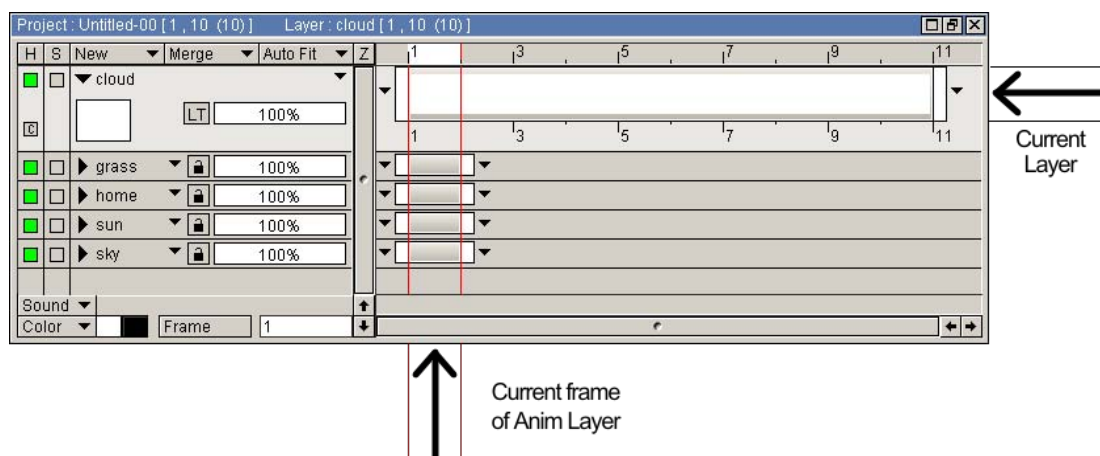 Project : Untitled-00 [ 1 , 10 (10) ] Layer : cloud [ 1 , 10 (10) ]
H S New Merge Auto Fit Z 1 3 5 7 9 11
cloud
LT 100%
C
1 3 5 7 9 11
grass 100%
home 100%
sun 100%
sky 100%
Sound
Color Frame 1
Current
Layer
Current frame
of Anim Layer